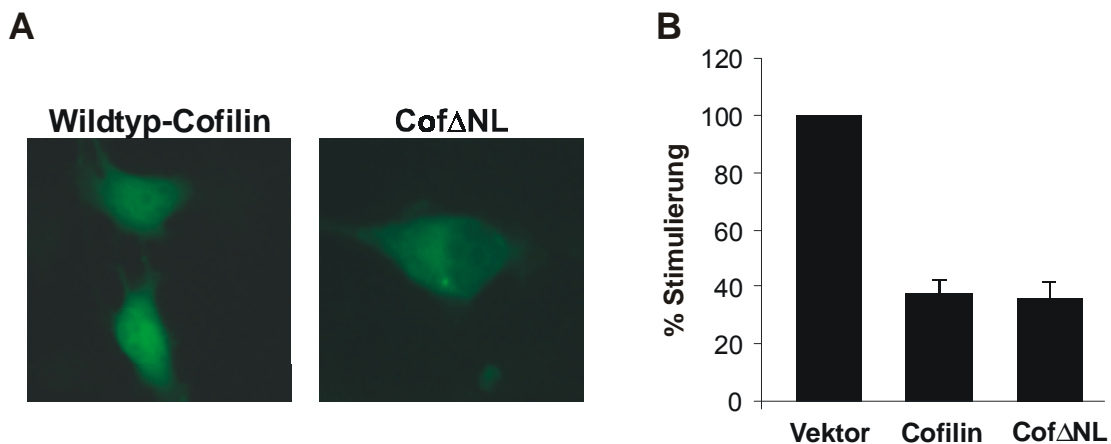 A
Wildtyp-Cofilin
CofΔNL
B
% Stimulierung
120
100
80
60
40
20
0
Vektor
Cofilin
CofΔNL